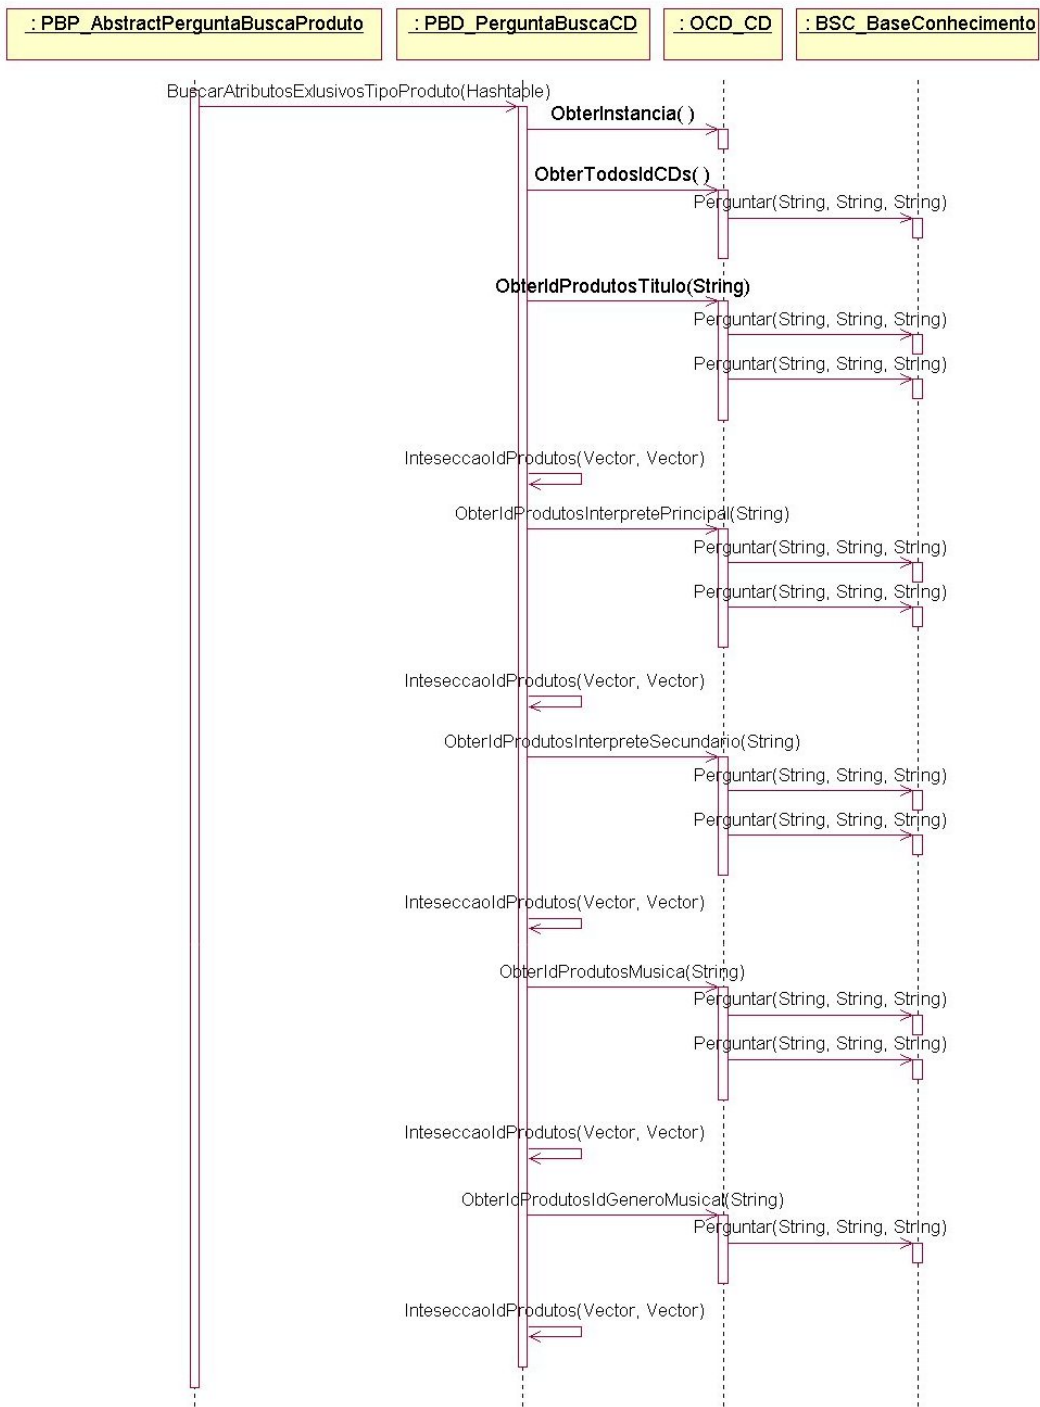 : PBP_AbstractPerguntaBuscaProduto
: PBD_PerguntaBuscaCD
: OCD_CD
: BSC_BaseConhecimento
BuscarAtributosExlusivosTipoProduto(Hashtable)
ObterInstancia( )
ObterTodosIdCDs( )
Perguntar(String, String, String)
ObterIdProdutosTitulo(String)
Perguntar(String, String, String)
Perguntar(String, String, String)
InteseccaoIdProdutos(Vector, Vector)
ObterIdProdutosInterpretePrincipal(String)
Perguntar(String, String, String)
Perguntar(String, String, String)
InteseccaoIdProdutos(Vector, Vector)
ObterIdProdutosInterpreteSecundario(String)
Perguntar(String, String, String)
Perguntar(String, String, String)
InteseccaoIdProdutos(Vector, Vector)
ObterIdProdutosMusica(String)
Perguntar(String, String, String)
Perguntar(String, String, String)
InteseccaoIdProdutos(Vector, Vector)
ObterIdProdutosIdGeneroMusical(String)
Perguntar(String, String, String)
InteseccaoIdProdutos(Vector, Vector)